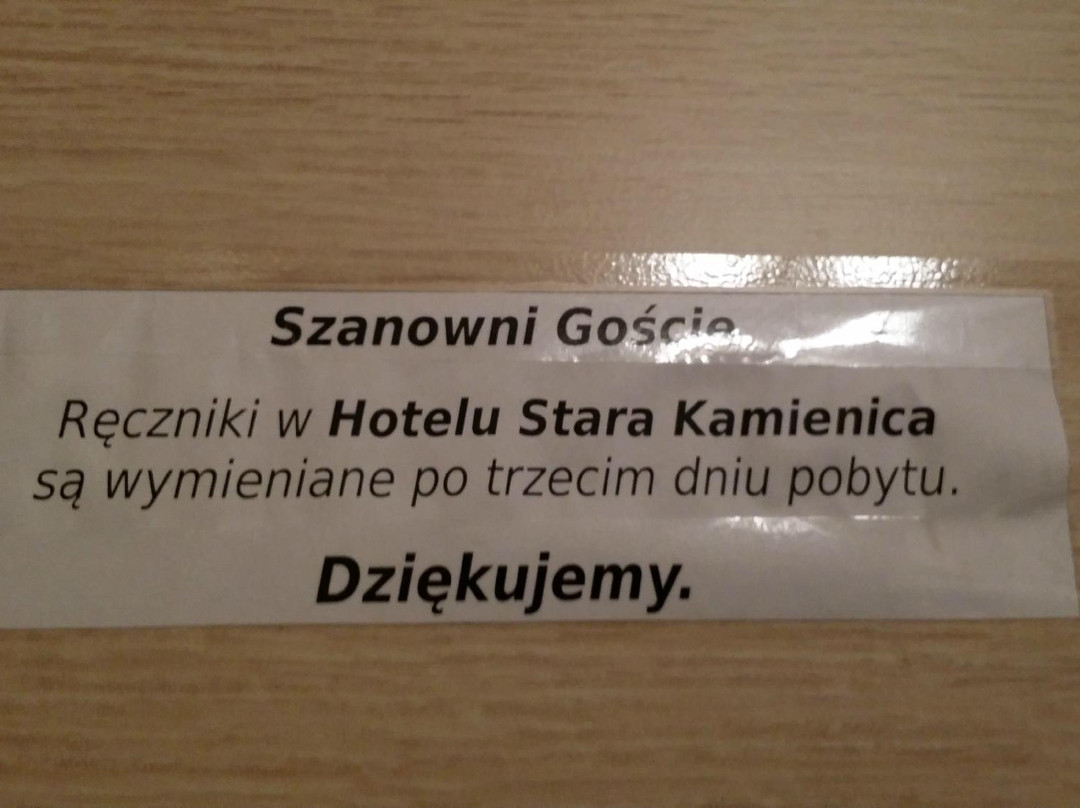 Szanowni Goście
Ręczniki w Hotelu Stara Kamienica
są wymieniane po trzecim dniu pobytu.
Dziękujemy.